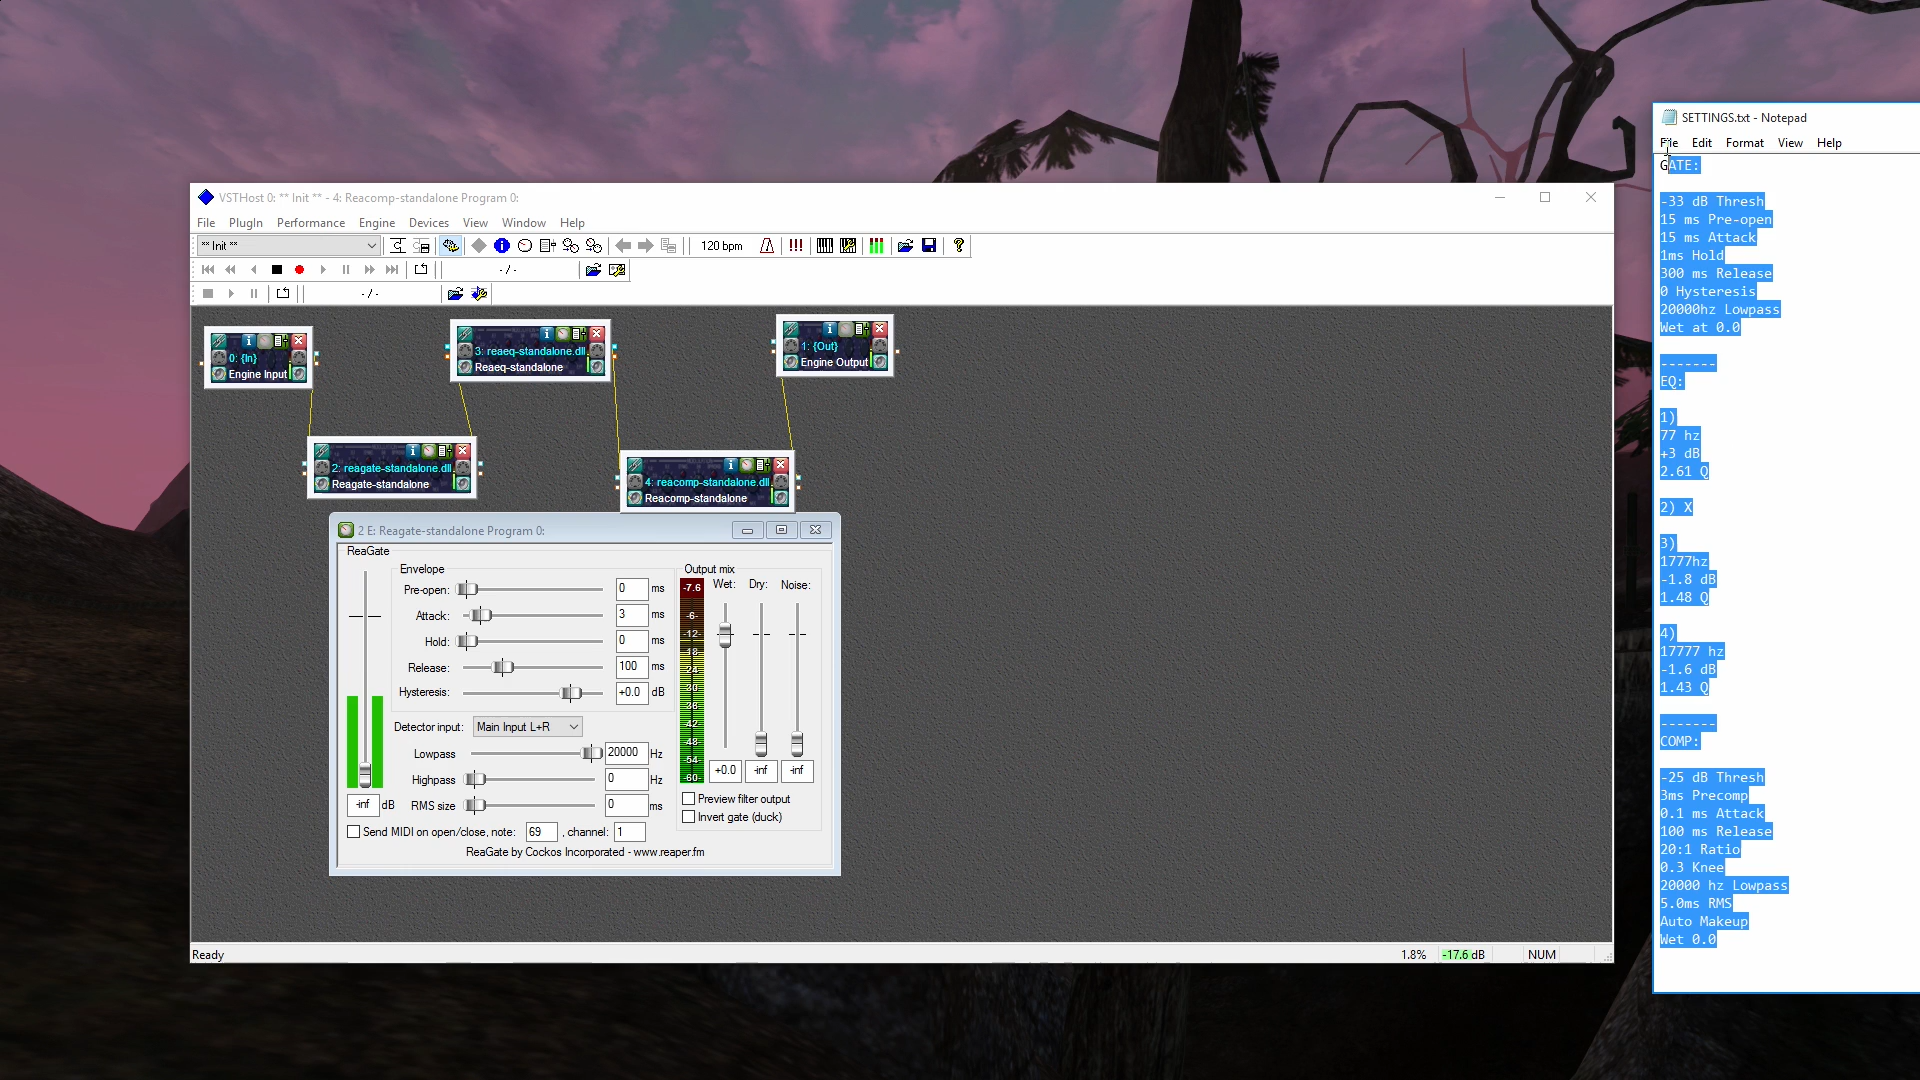 VSTHost 0: ** Init ** - 4: Reacomp-standalone Program 0:
File PlugIn Performance Engine Devices View Window Help
** Init **
120 bpm
- / -
- / -
0: {In}
Engine Input
3: reaeq-standalone.dll
Reaeq-standalone
1: {Out}
Engine Output
2: reagate-standalone.dll
Reagate-standalone
4: reacomp-standalone.dll
Reacomp-standalone
2 E: Reagate-standalone Program 0:
ReaGate
Envelope
Pre-open: 0 ms
Attack: 3 ms
Hold: 0 ms
Release: 100 ms
Hysteresis: +0.0 dB
Detector input: Main Input L+R
Lowpass 20000 Hz
Highpass 0 Hz
RMS size 0 ms
-inf dB
Send MIDI on open/close, note: 69 , channel: 1
ReaGate by Cockos Incorporated - www.reaper.fm
Output mix
Wet: Dry: Noise:
-7.6
-6-
-12-
-18-
-24-
-30-
-36-
-42-
-48-
-54-
-60-
+0.0 -inf -inf
Preview filter output
Invert gate (duck)
Ready
1.8% -17.6 dB NUM
SETTINGS.txt - Notepad
File Edit Format View Help
GATE:
-33 dB Thresh
15 ms Pre-open
15 ms Attack
1ms Hold
300 ms Release
0 Hysteresis
20000hz Lowpass
Wet at 0.0
-------
EQ:
1)
77 hz
+3 dB
2.61 Q
2) X
3)
1777hz
-1.8 dB
1.48 Q
4)
17777 hz
-1.6 dB
1.43 Q
-------
COMP:
-25 dB Thresh
3ms Precomp
0.1 ms Attack
100 ms Release
20:1 Ratio
0.3 Knee
20000 hz Lowpass
5.0ms RMS
Auto Makeup
Wet 0.0